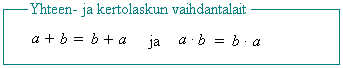 Yhteen- ja kertolaskun vaihdantalait
a + b = b + a ja a · b = b · a